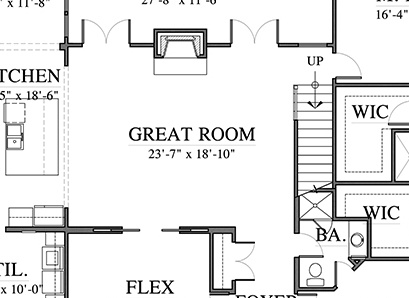 27'-8" x 11'-6"
x 11'-8"
16'-4"
UP
TCHEN
5" x 18'-6"
WIC
GREAT ROOM
23'-7" x 18'-10"
WIC
BA.
TIL.
x 10'-0"
FLEX
FOYER